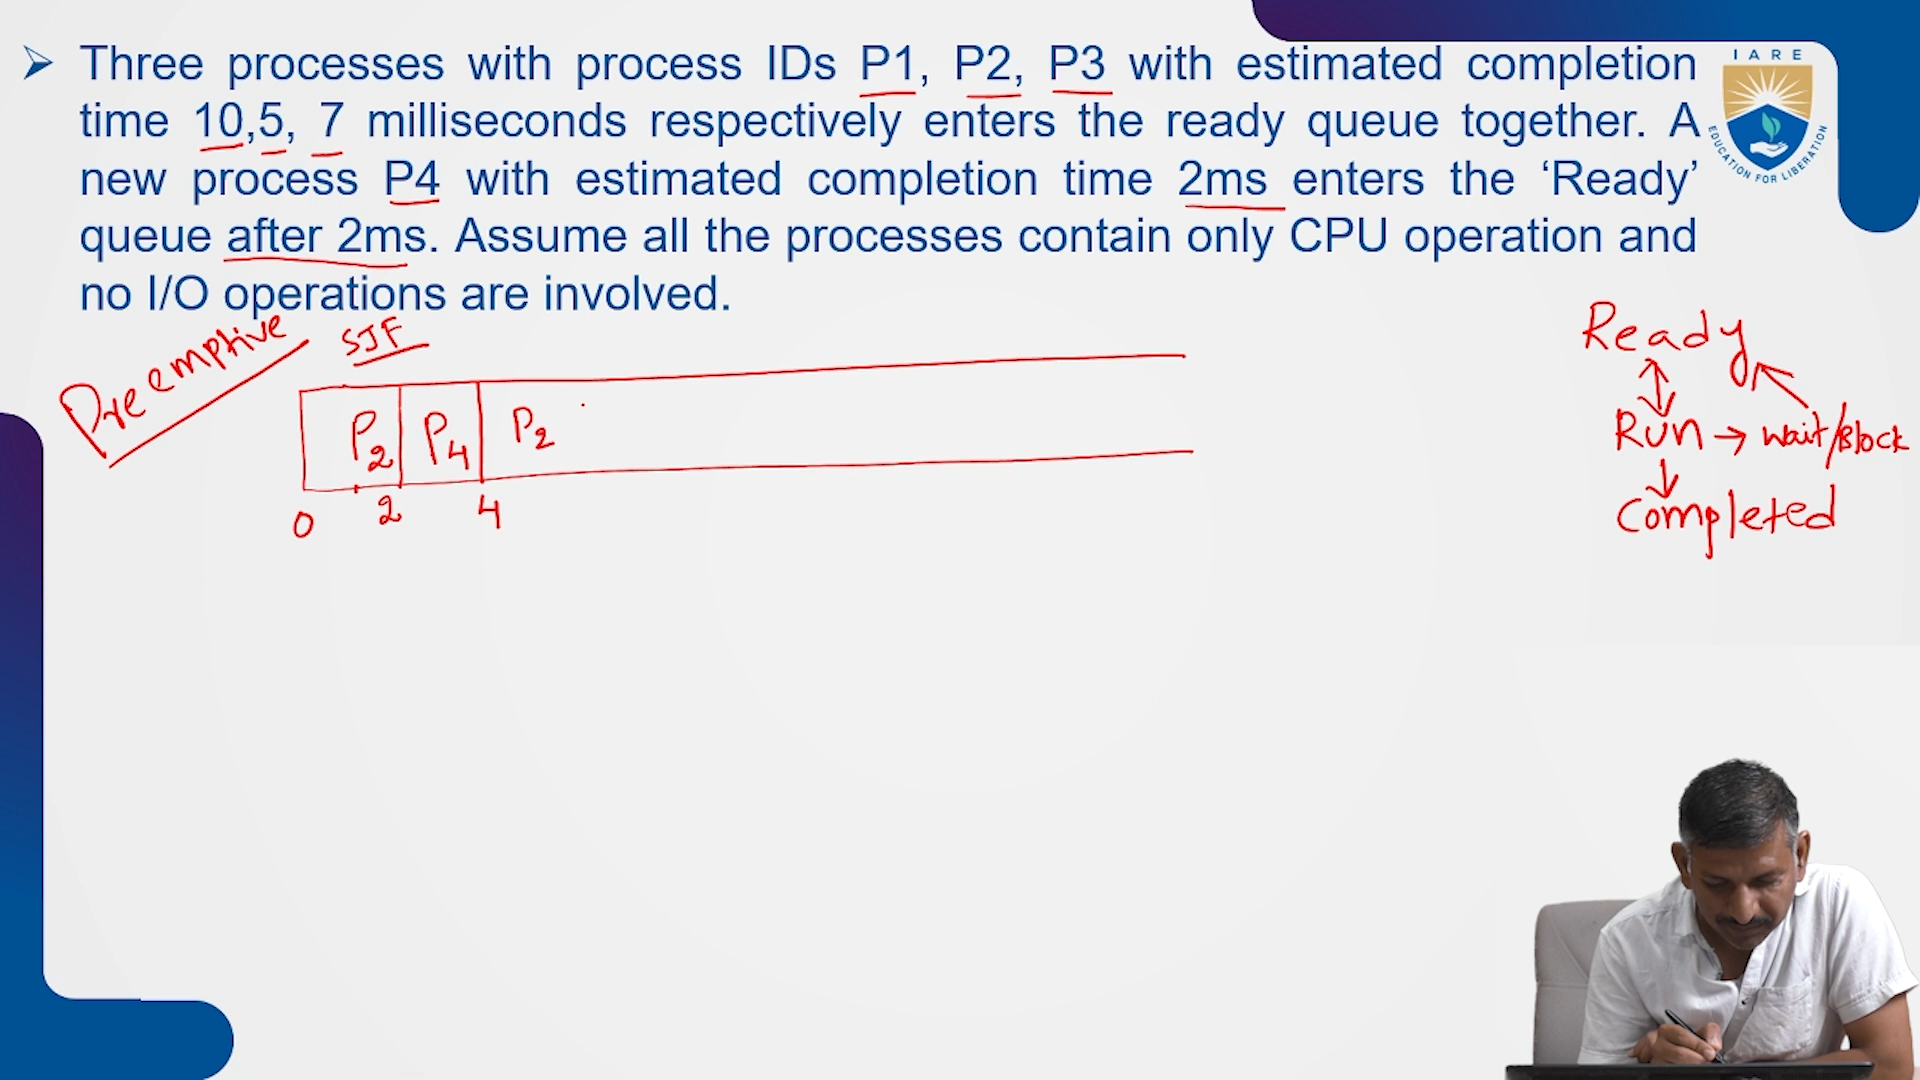 IARE
EDUCATION FOR LIBERATION
Three processes with process IDs P1, P2, P3 with estimated completion
time 10,5, 7 milliseconds respectively enters the ready queue together. A
new process P4 with estimated completion time 2ms enters the ‘Ready’
queue after 2ms. Assume all the processes contain only CPU operation and
no I/O operations are involved.
Preemptive
SJF
P2 P4 P2
0 2 4
Ready
Run → wait/Block
Completed